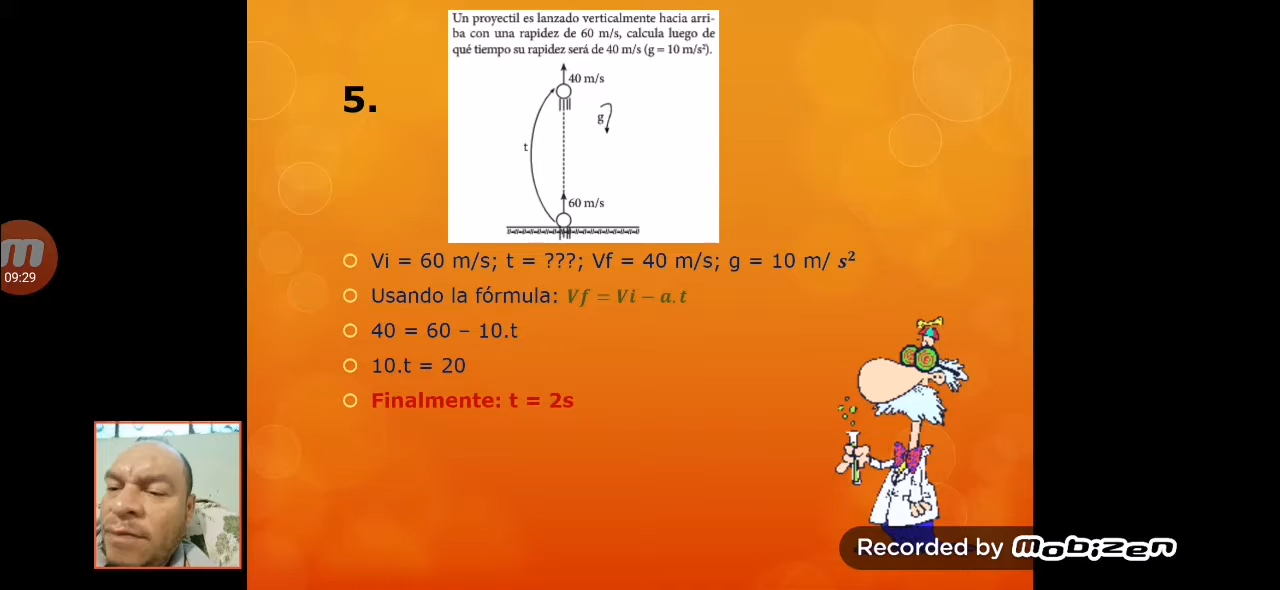 Un proyectil es lanzado verticalmente hacia arri-
ba con una rapidez de 60 m/s, calcula luego de
qué tiempo su rapidez será de 40 m/s (g = 10 m/s²).
40 m/s
5.
g
t
60 m/s
m
09:29
Vi = 60 m/s; t = ???; Vf = 40 m/s; g = 10 m/ s²
Usando la fórmula: Vf = Vi – a.t
40 = 60 – 10.t
10.t = 20
Finalmente: t = 2s
Recorded by Mobizen